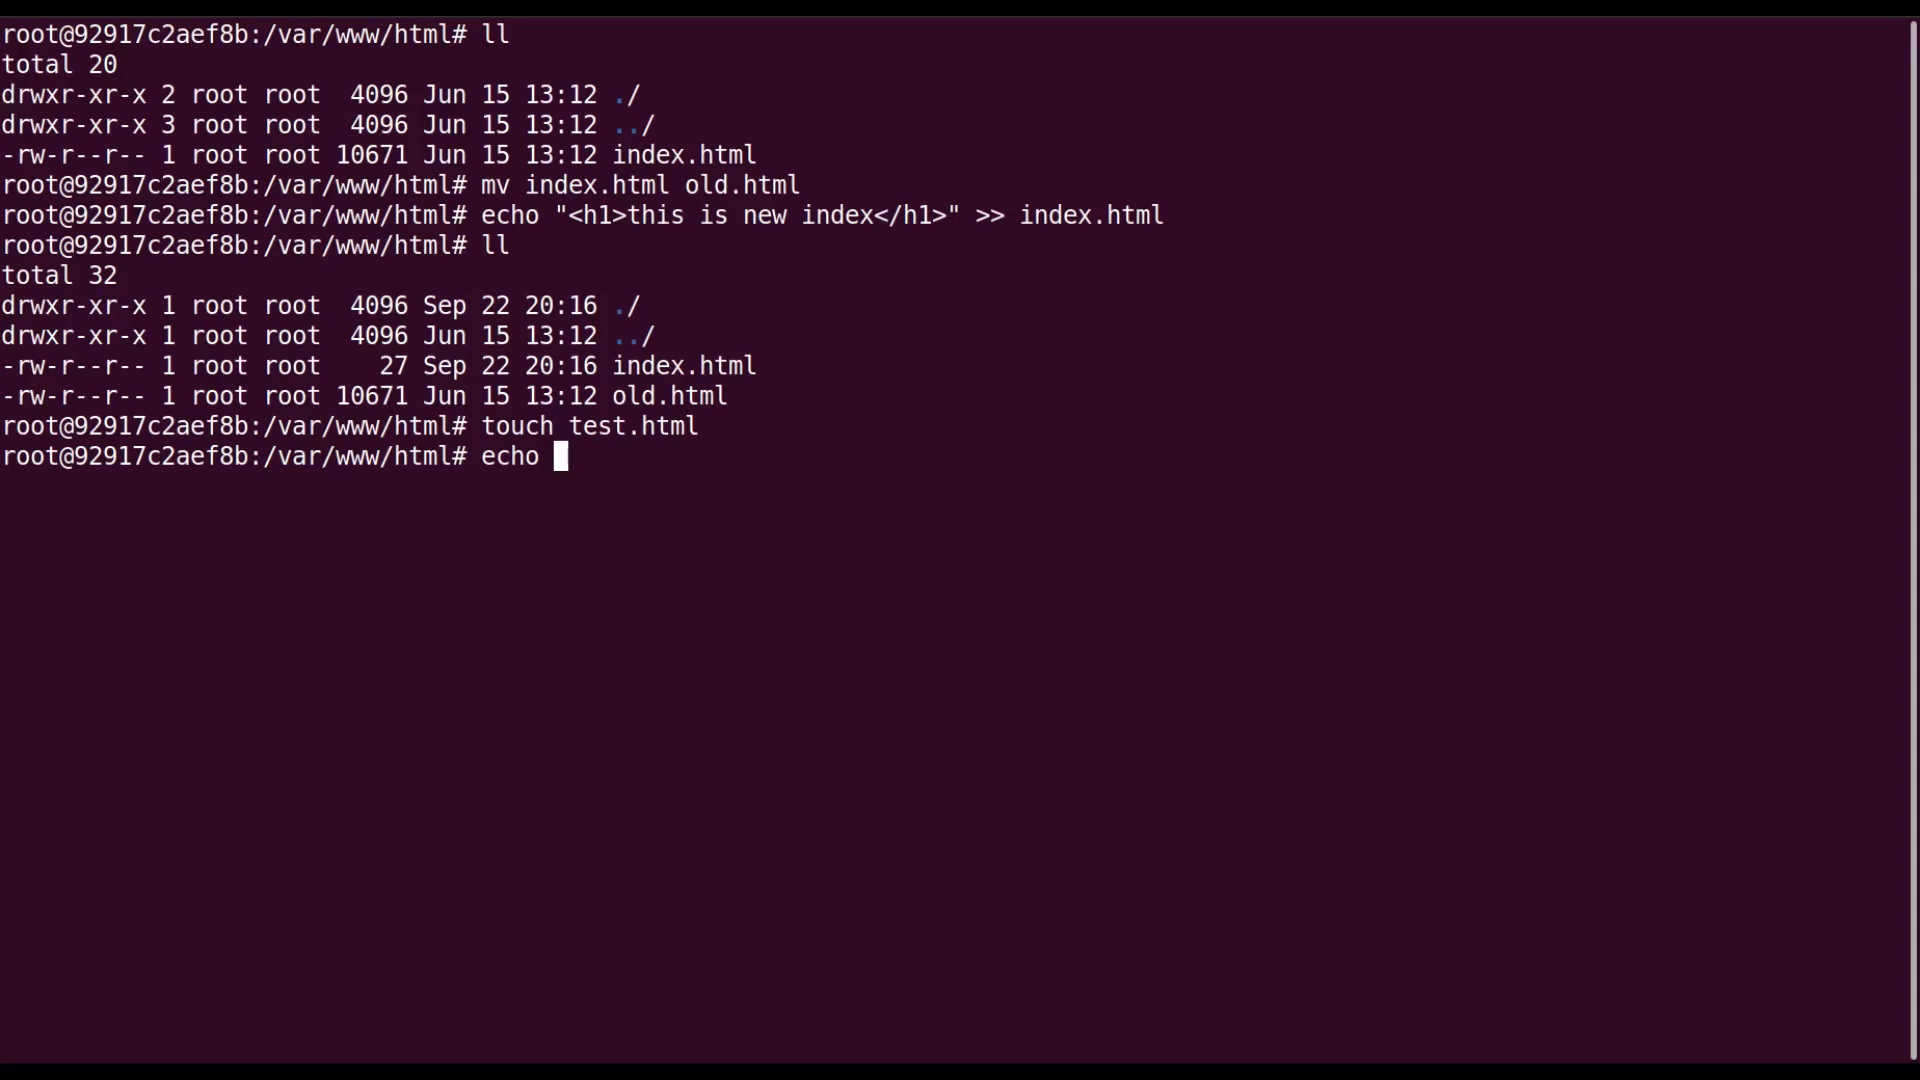 root@92917c2aef8b:/var/www/html# ll
total 20
drwxr-xr-x 2 root root  4096 Jun 15 13:12 ./
drwxr-xr-x 3 root root  4096 Jun 15 13:12 ../
-rw-r--r-- 1 root root 10671 Jun 15 13:12 index.html
root@92917c2aef8b:/var/www/html# mv index.html old.html
root@92917c2aef8b:/var/www/html# echo "<h1>this is new index</h1>" >> index.html
root@92917c2aef8b:/var/www/html# ll
total 32
drwxr-xr-x 1 root root  4096 Sep 22 20:16 ./
drwxr-xr-x 1 root root  4096 Jun 15 13:12 ../
-rw-r--r-- 1 root root    27 Sep 22 20:16 index.html
-rw-r--r-- 1 root root 10671 Jun 15 13:12 old.html
root@92917c2aef8b:/var/www/html# touch test.html
root@92917c2aef8b:/var/www/html# echo